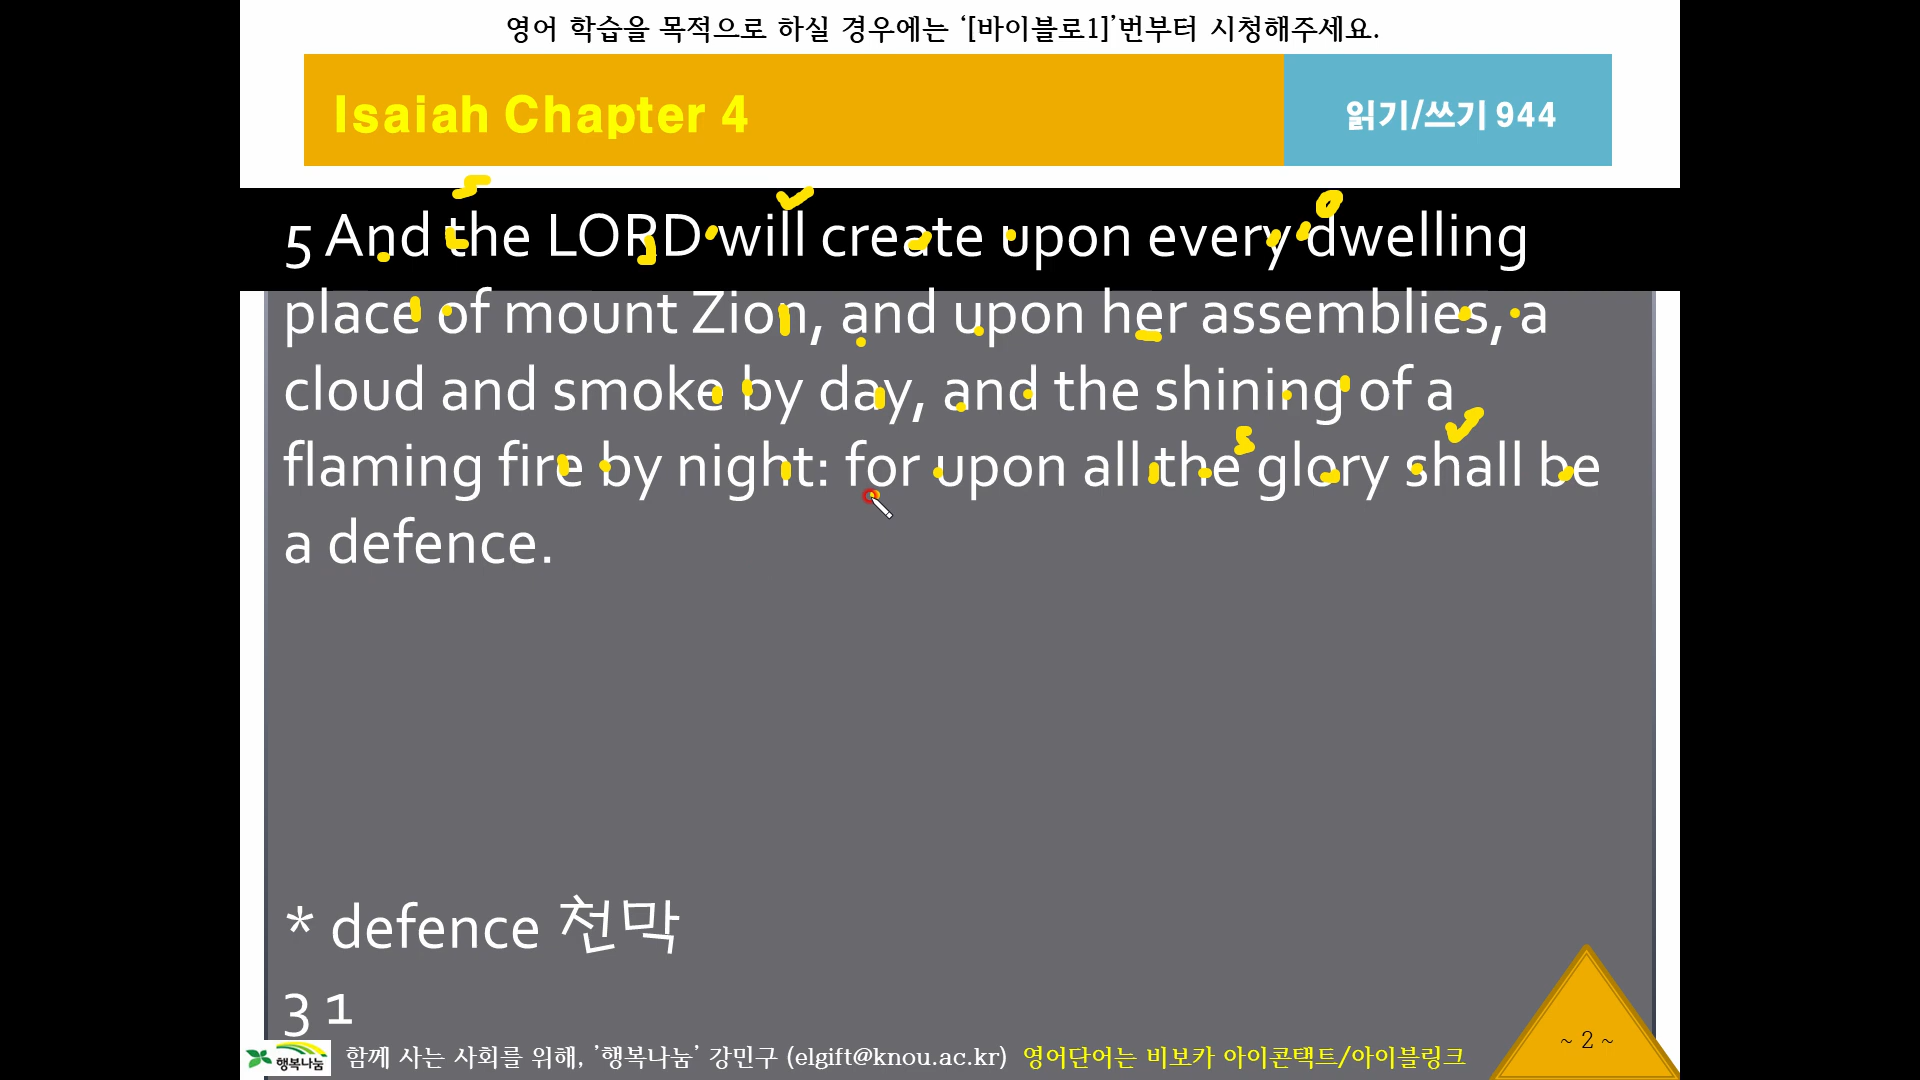 영어 학습을 목적으로 하실 경우에는 ‘[바이블로1]’번부터 시청해주세요.
Isaiah Chapter 4
읽기/쓰기 944
5 And the LORD will create upon every dwelling
place of mount Zion, and upon her assemblies, a
cloud and smoke by day, and the shining of a
flaming fire by night: for upon all the glory shall be
a defence.
* defence 천막
3 1
행복나눔
함께 사는 사회를 위해, ’행복나눔’ 강민구 (elgift@knou.ac.kr) 영어단어는 비보카 아이콘택트/아이블링크
~ 2 ~